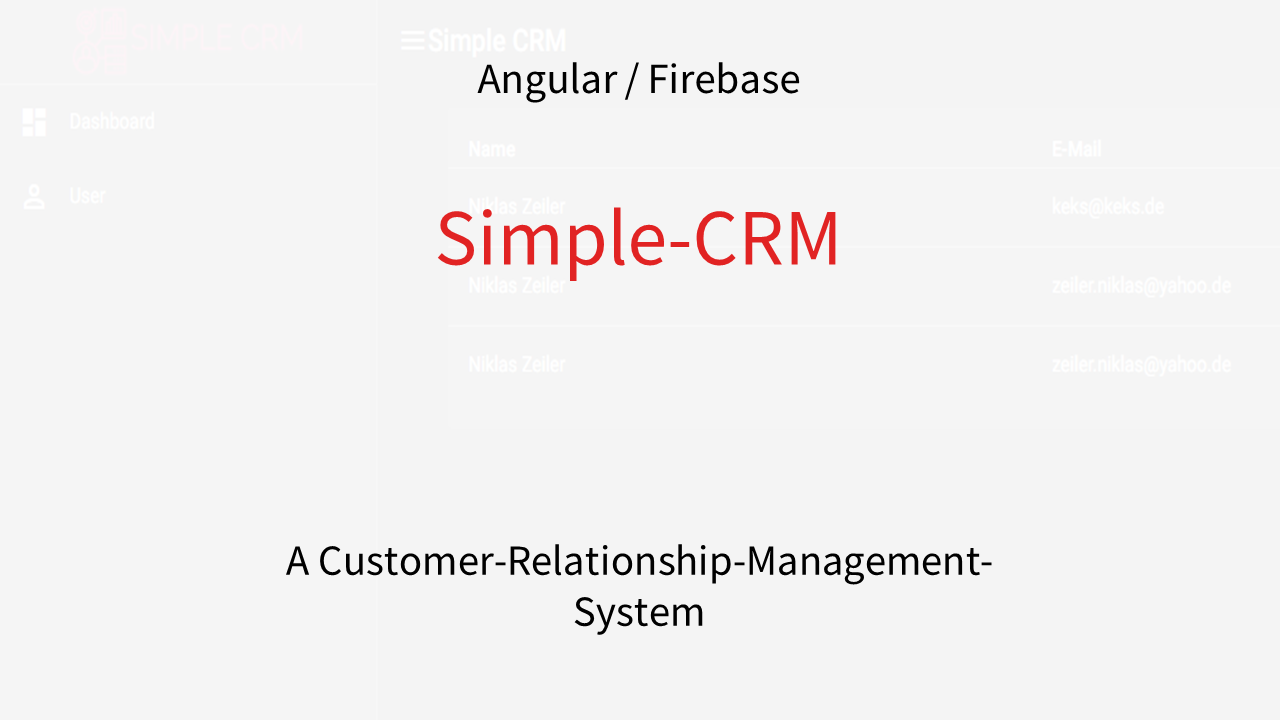 SIMPLE CRM
Simple CRM
Angular / Firebase
Dashboard
Name
E-Mail
User
Niklas Zeiler
keks@keks.de
Simple-CRM
Niklas Zeiler
zeiler.niklas@yahoo.de
Niklas Zeiler
zeiler.niklas@yahoo.de
A Customer-Relationship-Management-
System